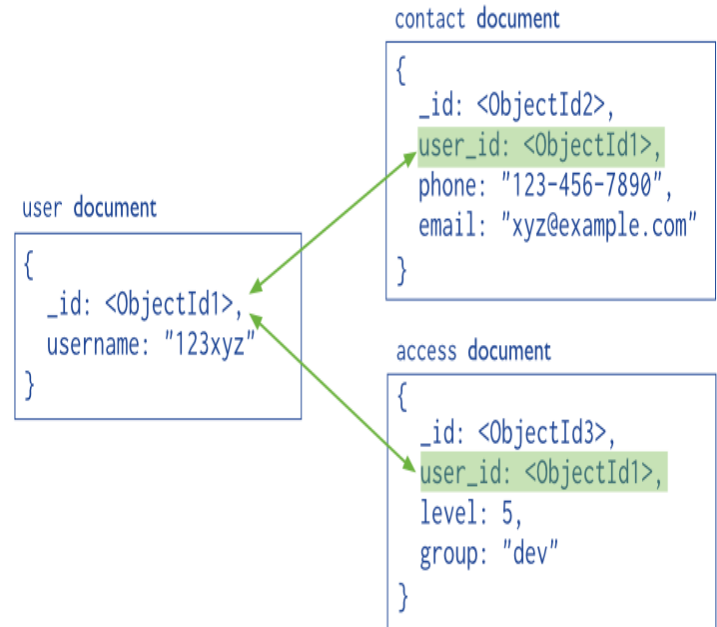 contact document
{
_id: <ObjectId2>,
user_id: <ObjectId1>,
phone: "123-456-7890",
email: "xyz@example.com"
}
user document
{
_id: <ObjectId1>,
username: "123xyz"
}
access document
{
_id: <ObjectId3>,
user_id: <ObjectId1>,
level: 5,
group: "dev"
}